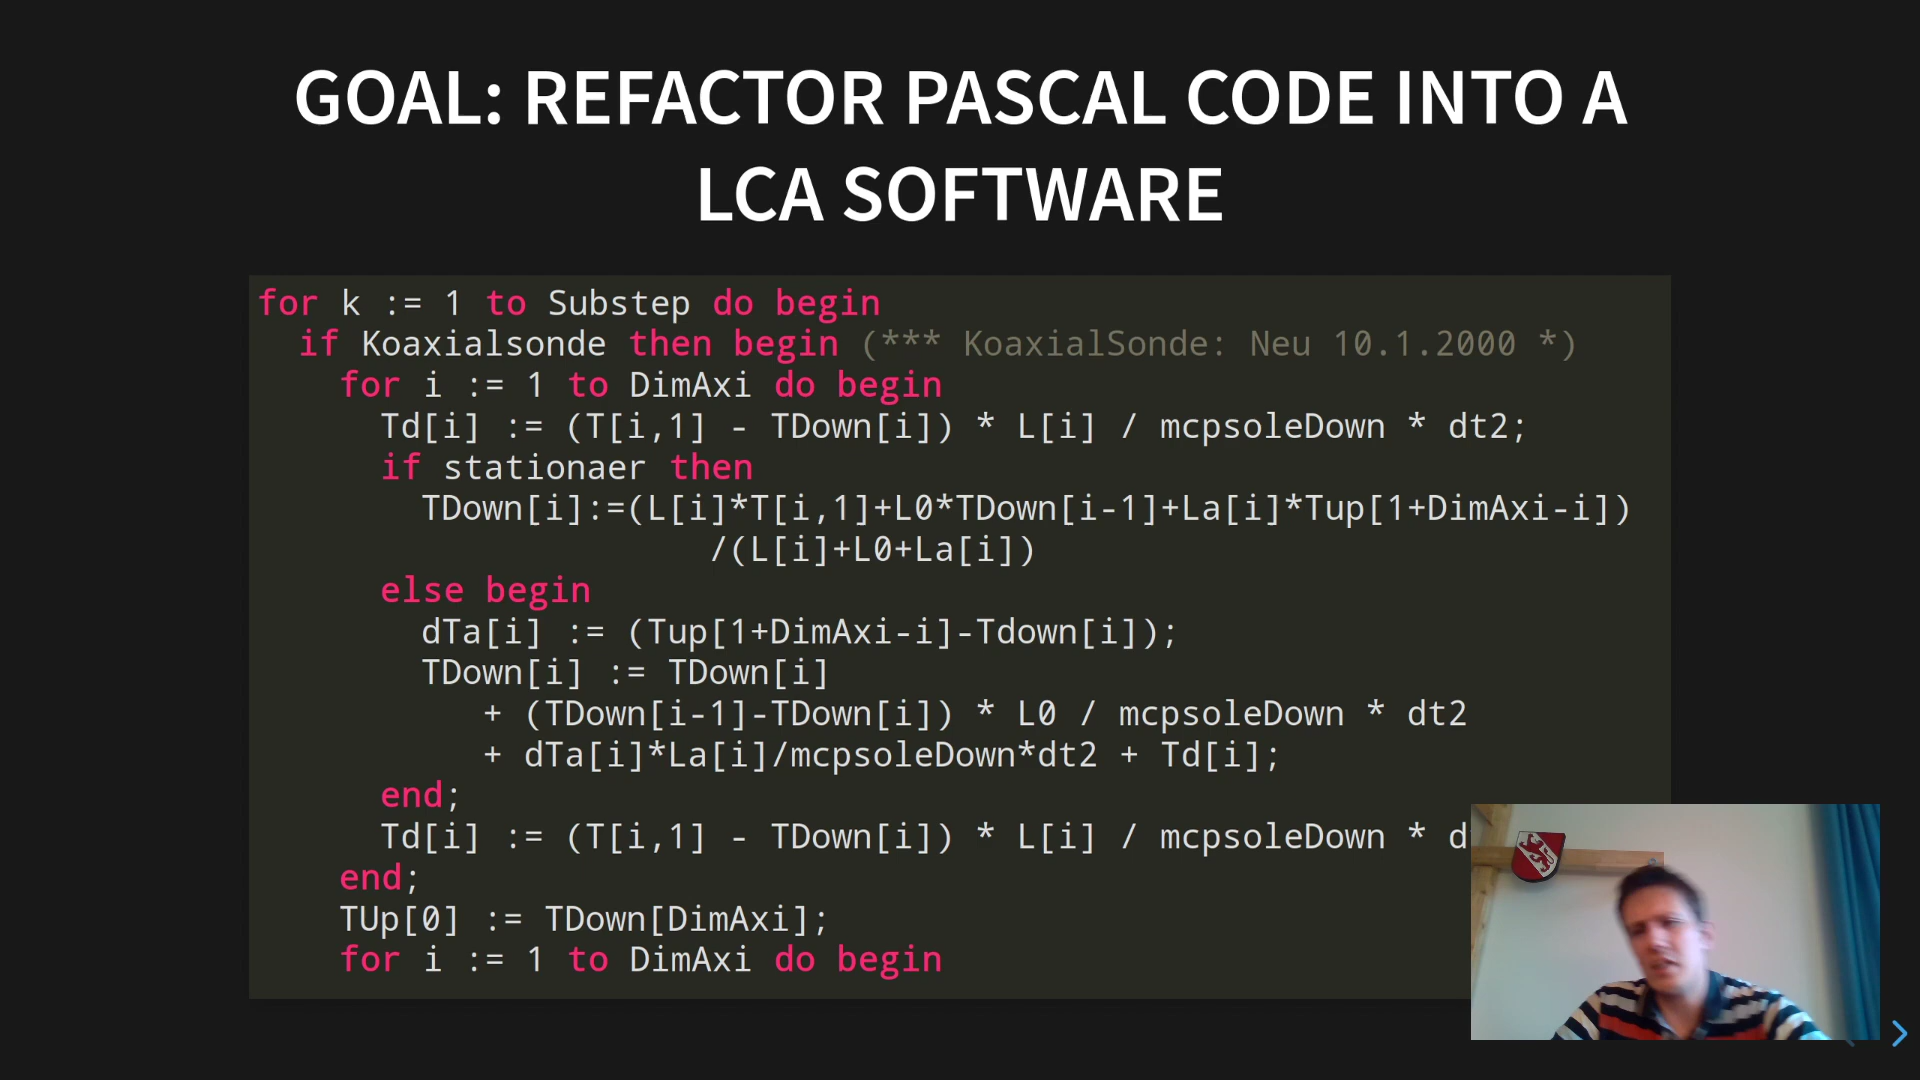 GOAL: REFACTOR PASCAL CODE INTO A
LCA SOFTWARE
for k := 1 to Substep do begin
if Koaxialsonde then begin (*** KoaxialSonde: Neu 10.1.2000 *)
for i := 1 to DimAxi do begin
Td[i] := (T[i,1] - TDown[i]) * L[i] / mcpsoleDown * dt2;
if stationaer then
TDown[i]:=(L[i]*T[i,1]+L0*TDown[i-1]+La[i]*Tup[1+DimAxi-i])
/(L[i]+L0+La[i])
else begin
dTa[i] := (Tup[1+DimAxi-i]-Tdown[i]);
TDown[i] := TDown[i]
+ (TDown[i-1]-TDown[i]) * L0 / mcpsoleDown * dt2
+ dTa[i]*La[i]/mcpsoleDown*dt2 + Td[i];
end;
Td[i] := (T[i,1] - TDown[i]) * L[i] / mcpsoleDown * d
end;
TUp[0] := TDown[DimAxi];
for i := 1 to DimAxi do begin